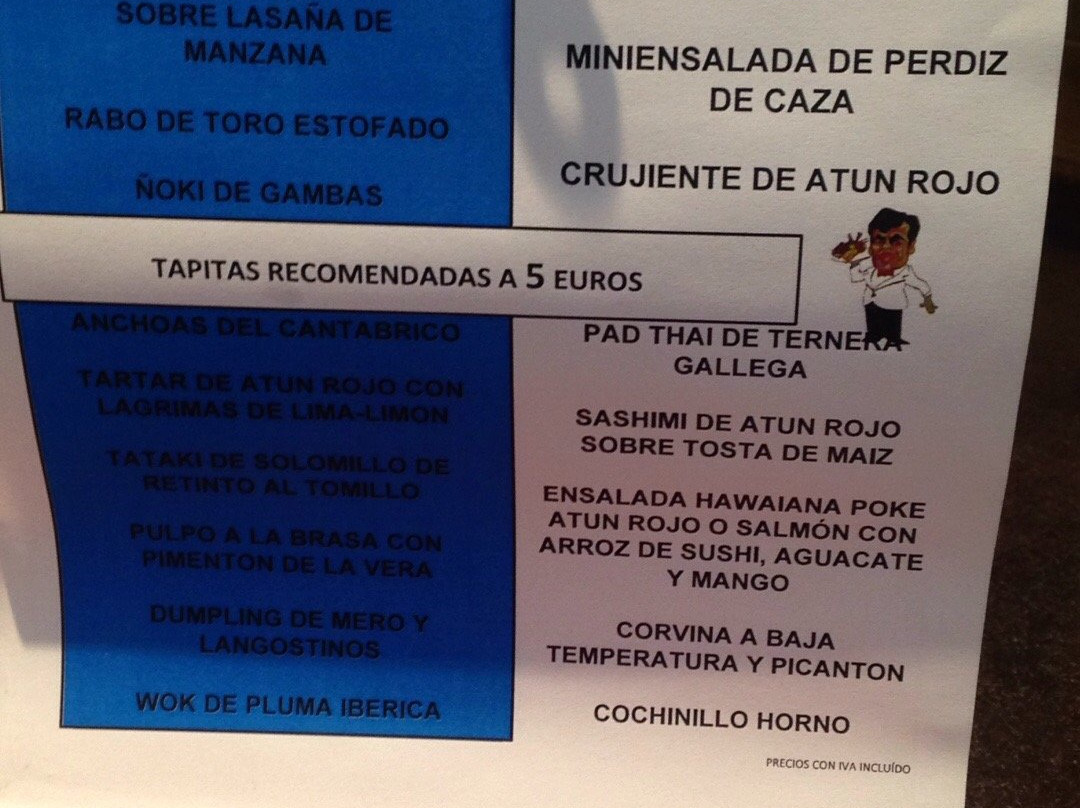 SOBRE LASAÑA DE
MANZANA
RABO DE TORO ESTOFADO
ÑOKI DE GAMBAS
MINIENSALADA DE PERDIZ
DE CAZA
CRUJIENTE DE ATUN ROJO
TAPITAS RECOMENDADAS A 5 EUROS
ANCHOAS DEL CANTABRICO
TARTAR DE ATUN ROJO CON
LAGRIMAS DE LIMA-LIMON
TATAKI DE SOLOMILLO DE
RETINTO AL TOMILLO
PULPO A LA BRASA CON
PIMENTON DE LA VERA
DUMPLING DE MERO Y
LANGOSTINOS
WOK DE PLUMA IBERICA
PAD THAI DE TERNERA
GALLEGA
SASHIMI DE ATUN ROJO
SOBRE TOSTA DE MAIZ
ENSALADA HAWAIANA POKE
ATUN ROJO O SALMÓN CON
ARROZ DE SUSHI, AGUACATE
Y MANGO
CORVINA A BAJA
TEMPERATURA Y PICANTON
COCHINILLO HORNO
PRECIOS CON IVA INCLUÍDO